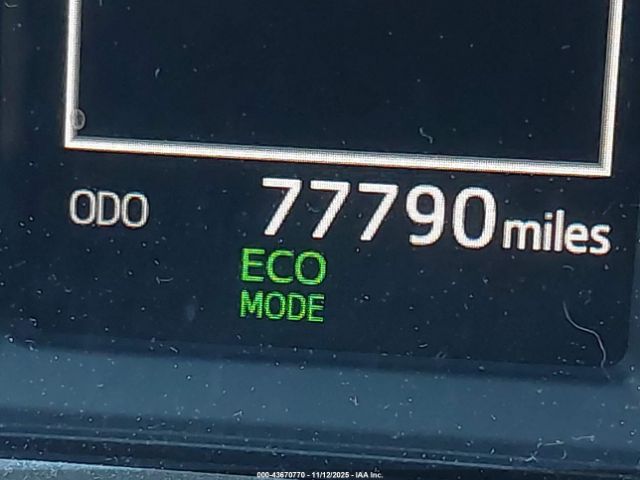 ODO 77790 miles
ECO
MODE
000-43670770 - 11/12/2025 - IAA Inc.